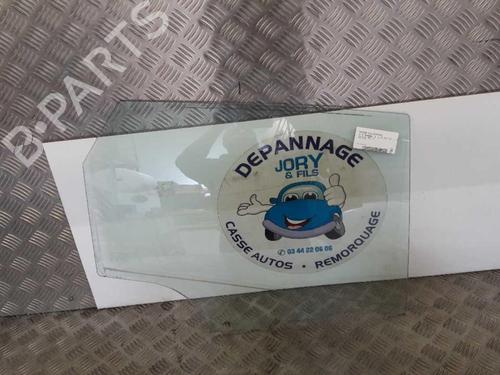 B-PARTS
DEPANNAGE
JORY
& FILS
03 44 22 06 06
CASSE AUTOS - REMORQUAGE